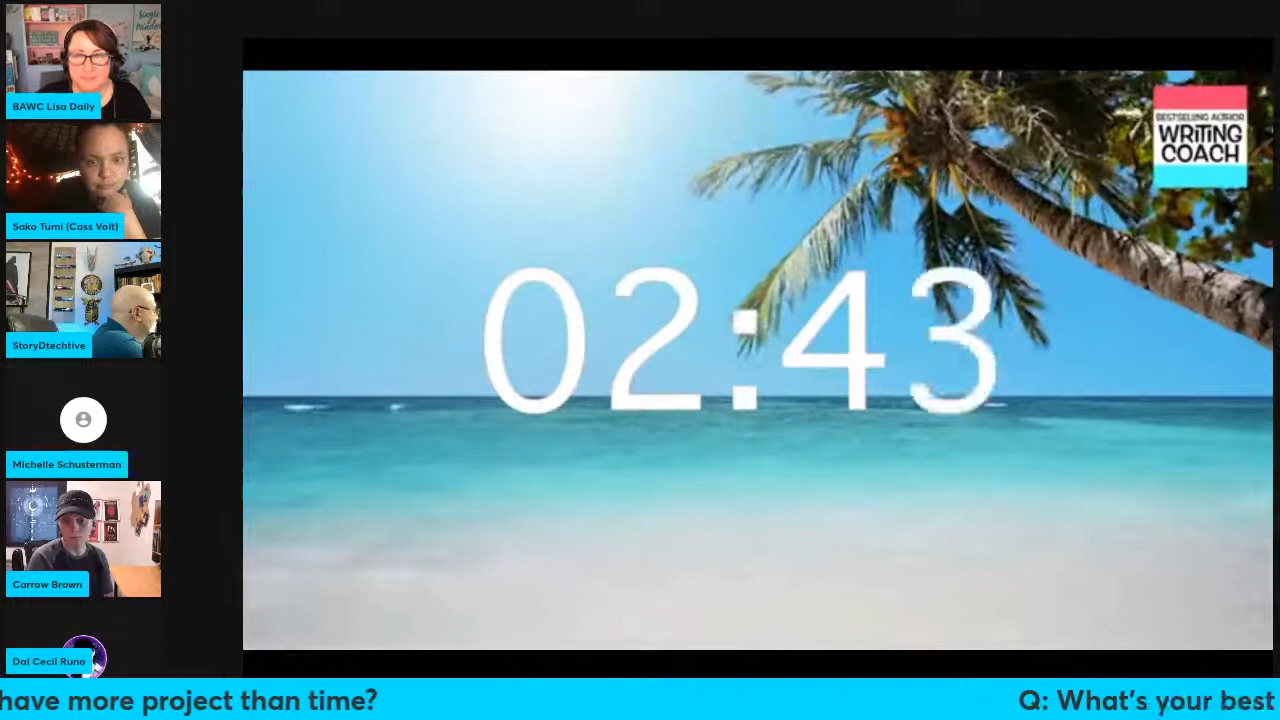 BAWC Lisa Daily
Sako Tumi (Cass Voit)
StoryDtechtive
Michelle Schusterman
Carrow Brown
Dal Cecil Runo
02:43
BESTSELLING AUTHOR
WRiTiNG
COACH
have more project than time?
Q: What's your best